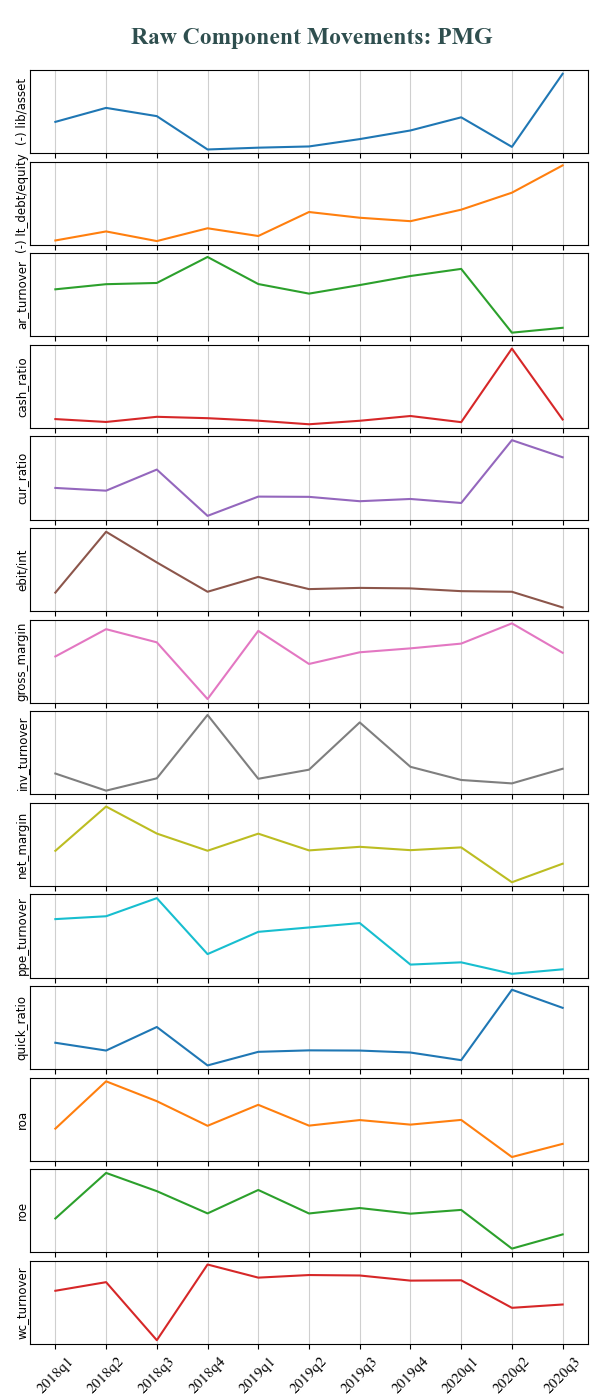 Raw Component Movements: PMG
(-) lib/asset
(-) lt_debt/equity
ar_turnover
cash_ratio
cur_ratio
ebit/int
gross_margin
inv_turnover
net_margin
ppe_turnover
quick_ratio
roa
roe
wc_turnover
2018q1 2018q2 2018q3 2018q4 2019q1 2019q2 2019q3 2019q4 2020q1 2020q2 2020q3